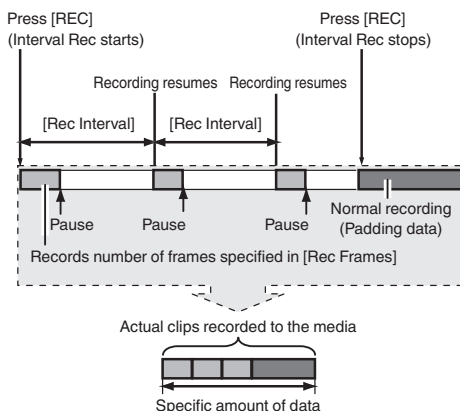 Press [REC]
(Interval Rec starts)
Press [REC]
(Interval Rec stops)
Recording resumes
Recording resumes
[Rec Interval]
[Rec Interval]
Pause
Pause
Pause
Normal recording
(Padding data)
Records number of frames specified in [Rec Frames]
Actual clips recorded to the media
Specific amount of data